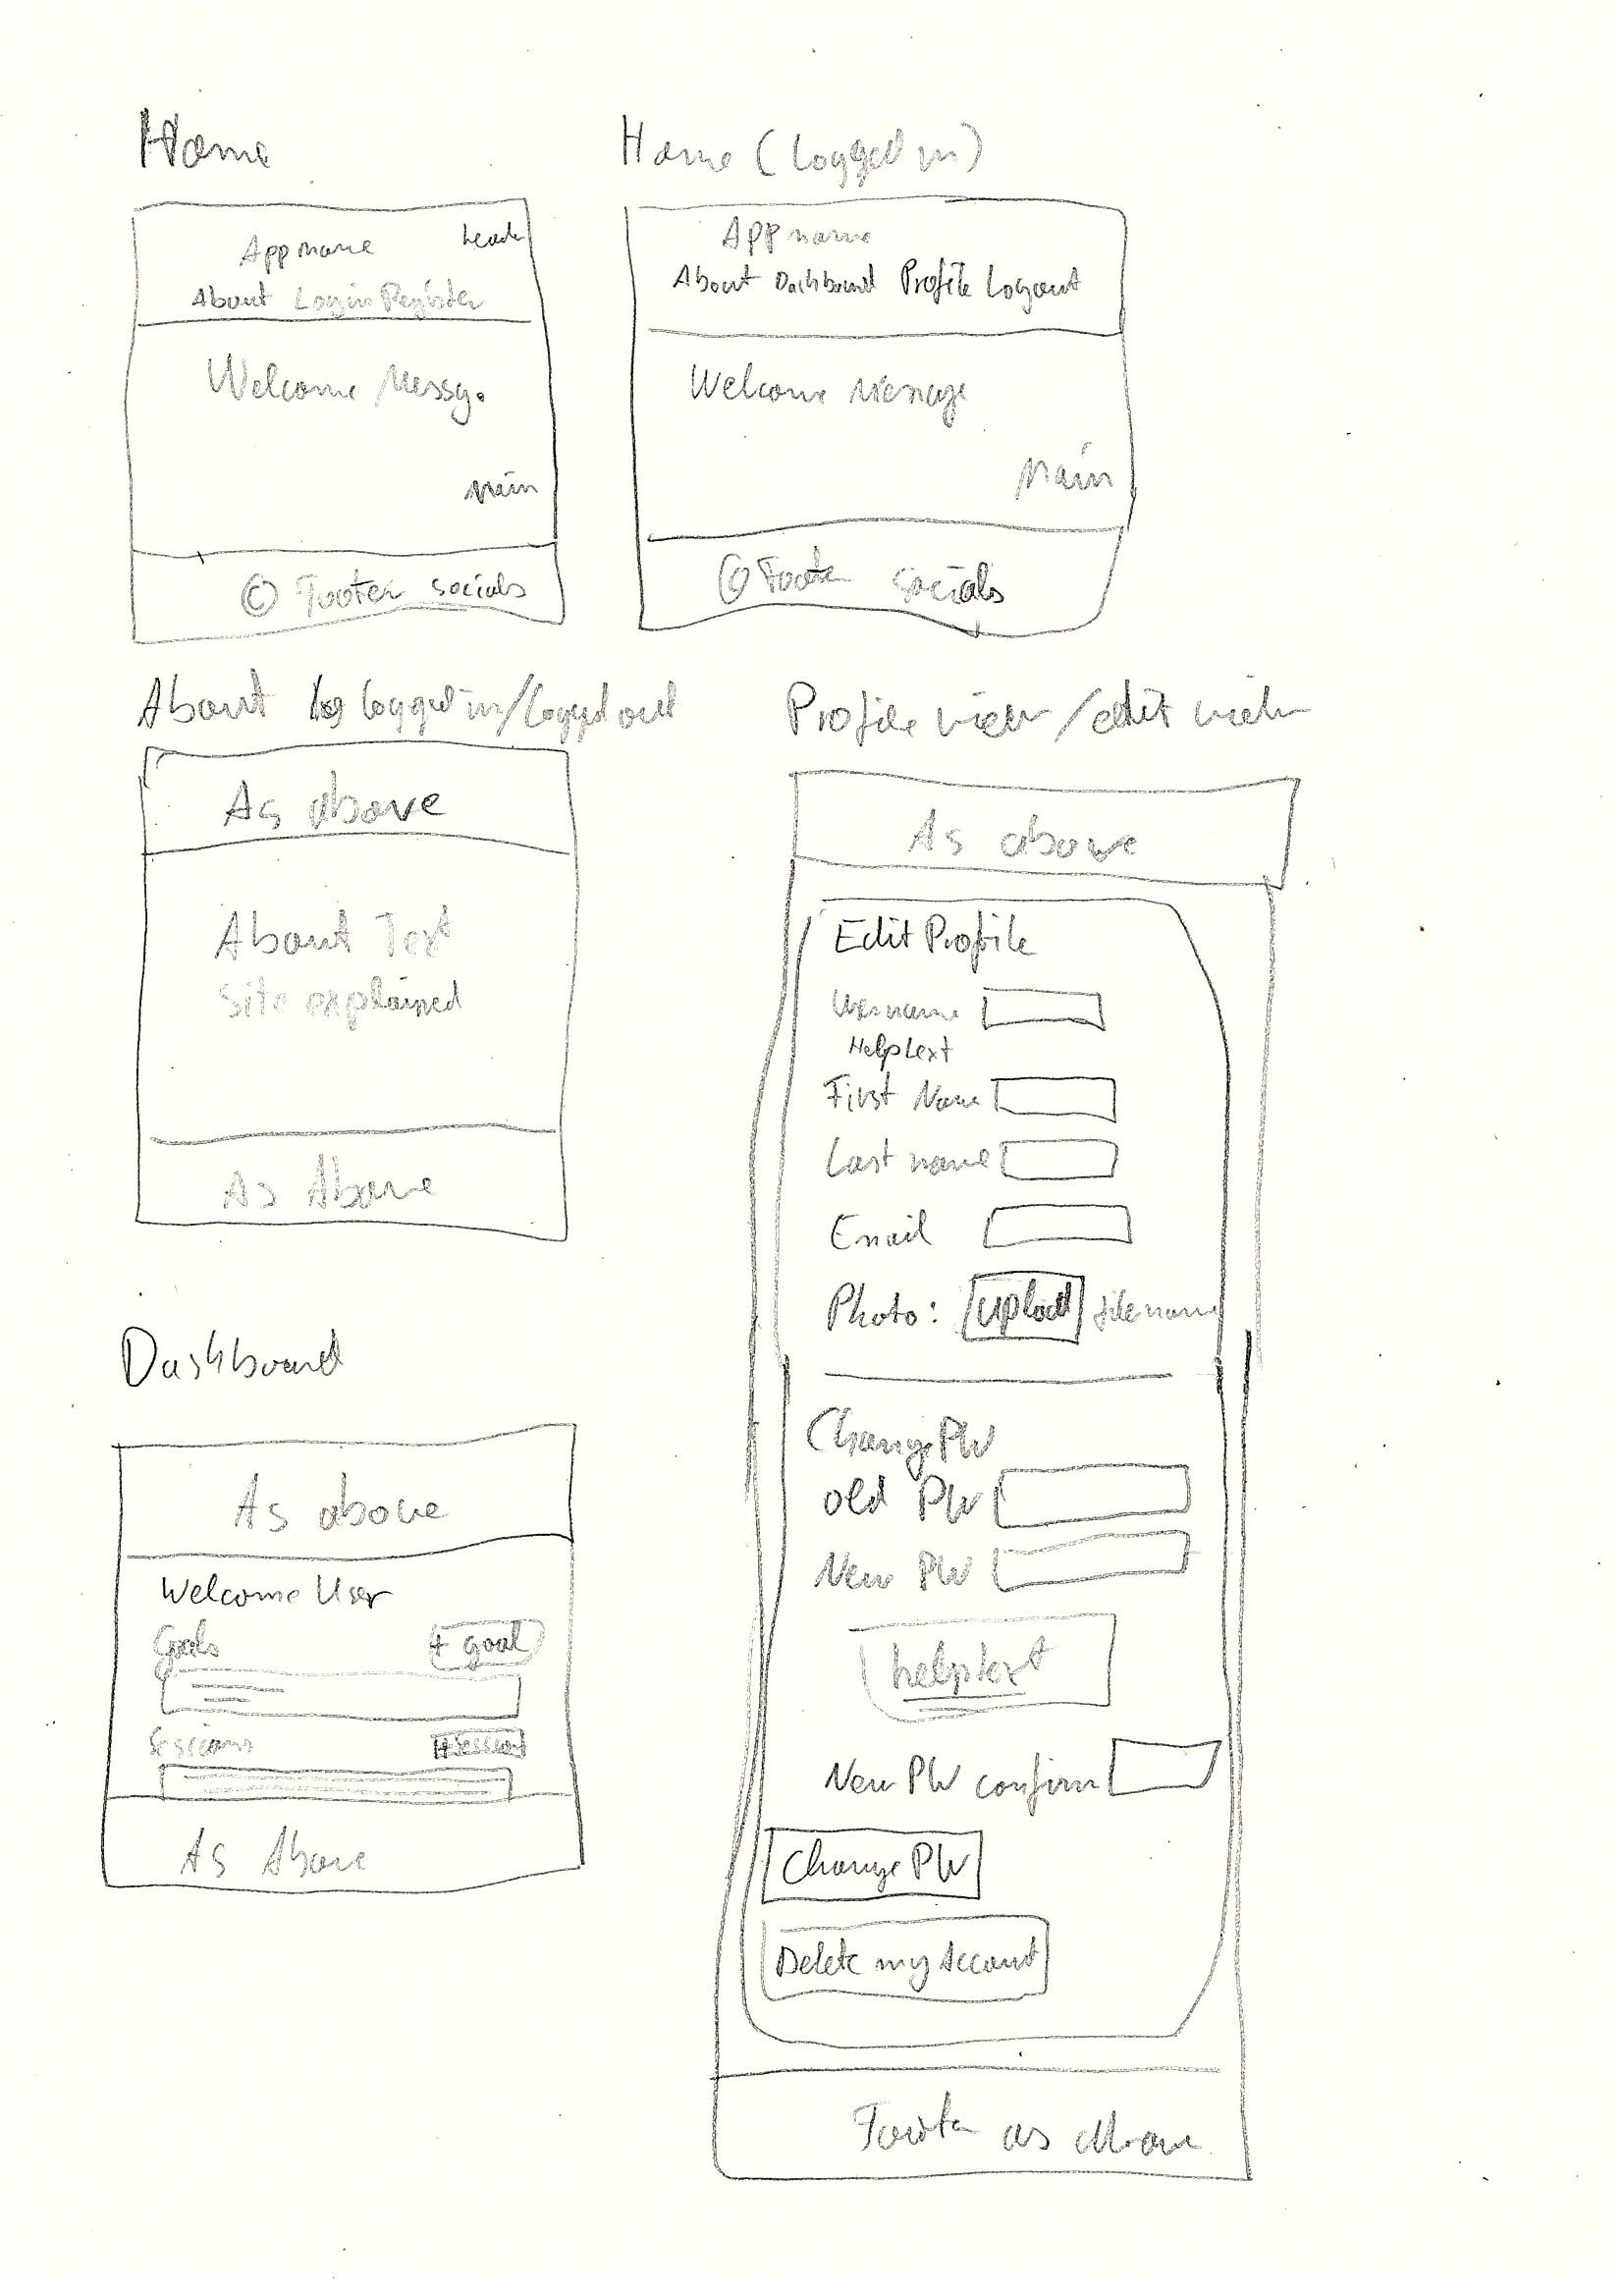 Home
Header
App name
About Login Register
Welcome Messg.
Main
© Footer socials
Home (Logged in)
App name
About Dashboard Profile Logout
Welcome Message
Main
© Footer socials
About logged in/logged out
As above
About Text
Site explained
As Above
Profile view/edit view
As above
Edit Profile
Username
Helptext
First Name
Last name
Email
Photo: upload filename
Change PW
old PW
New PW
helptext
New PW confirm
Change PW
Delete my Account
Footer as above
Dashboard
As above
Welcome User
Goals + goal
Sessions +Session
As Above